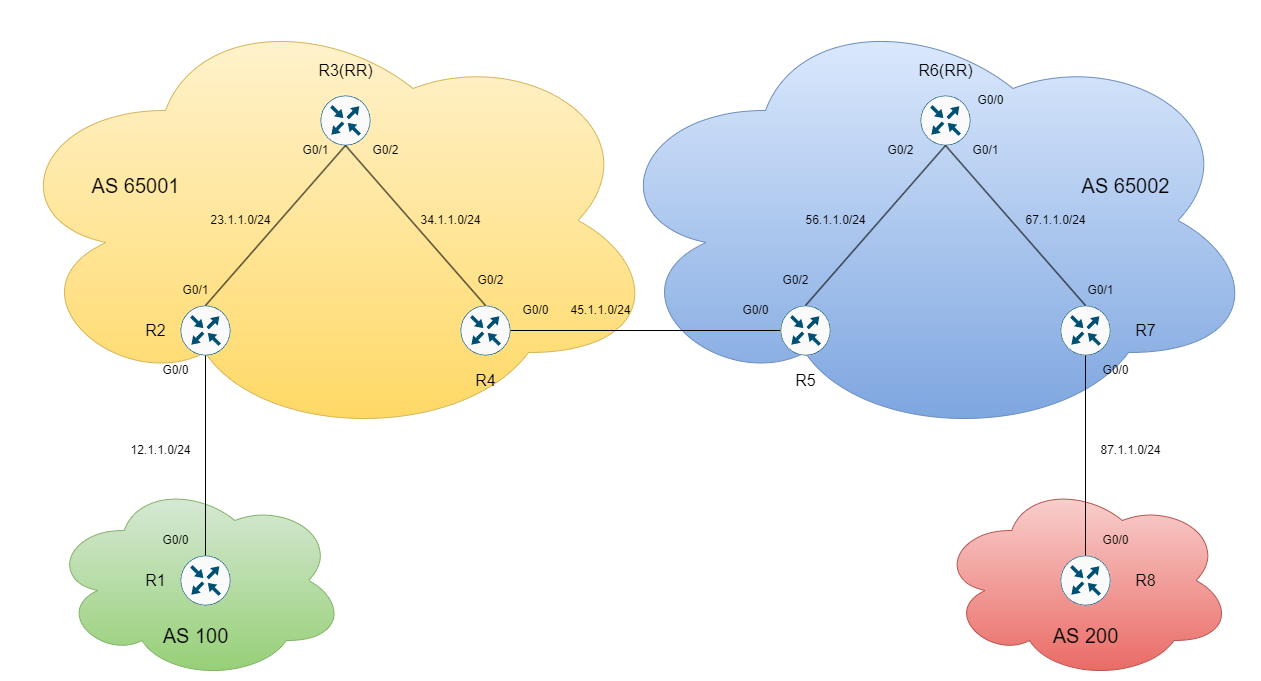 R3(RR)
R6(RR)
G0/0
G0/1
G0/2
G0/2
G0/1
AS 65001
AS 65002
23.1.1.0/24
34.1.1.0/24
56.1.1.0/24
67.1.1.0/24
G0/1
G0/2
G0/2
G0/1
G0/0
45.1.1.0/24
G0/0
R2
R7
G0/0
R4
R5
G0/0
12.1.1.0/24
87.1.1.0/24
G0/0
G0/0
R1
R8
AS 100
AS 200